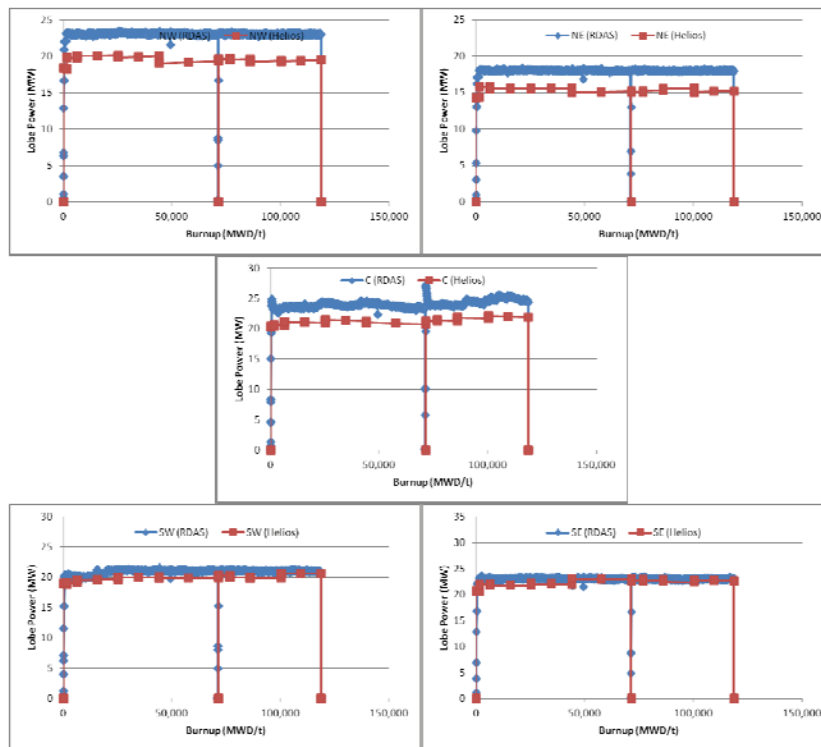 NW (RDAS) NW (Helios)
25
20
15
10
5
0
Lobe Power (MW)
0 50,000 100,000 150,000
Burnup (MWD/t)
NE (RDAS) NE (Helios)
25
20
15
10
5
0
Lobe Power (MW)
0 50,000 100,000 150,000
Burnup (MWD/t)
C (RDAS) C (Helios)
30
25
20
15
10
5
0
Lobe Power (MW)
0 50,000 100,000 150,000
Burnup (MWD/t)
SW (RDAS) SW (Helios)
30
25
20
15
10
5
0
Lobe Power (MW)
0 50,000 100,000 150,000
Burnup (MWD/t)
SE (RDAS) SE (Helios)
35
30
25
20
15
10
5
0
Lobe Power (MW)
0 50,000 100,000 150,000
Burnup (MWD/t)